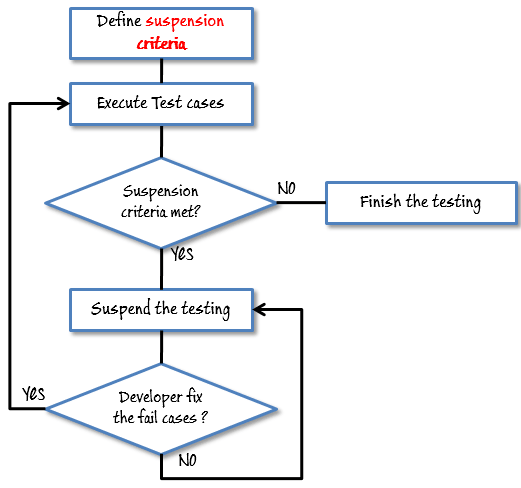 Define suspension
criteria
Execute Test cases
Suspension
criteria met?
NO
Finish the testing
Yes
Suspend the testing
Developer fix
the fail cases ?
Yes
NO